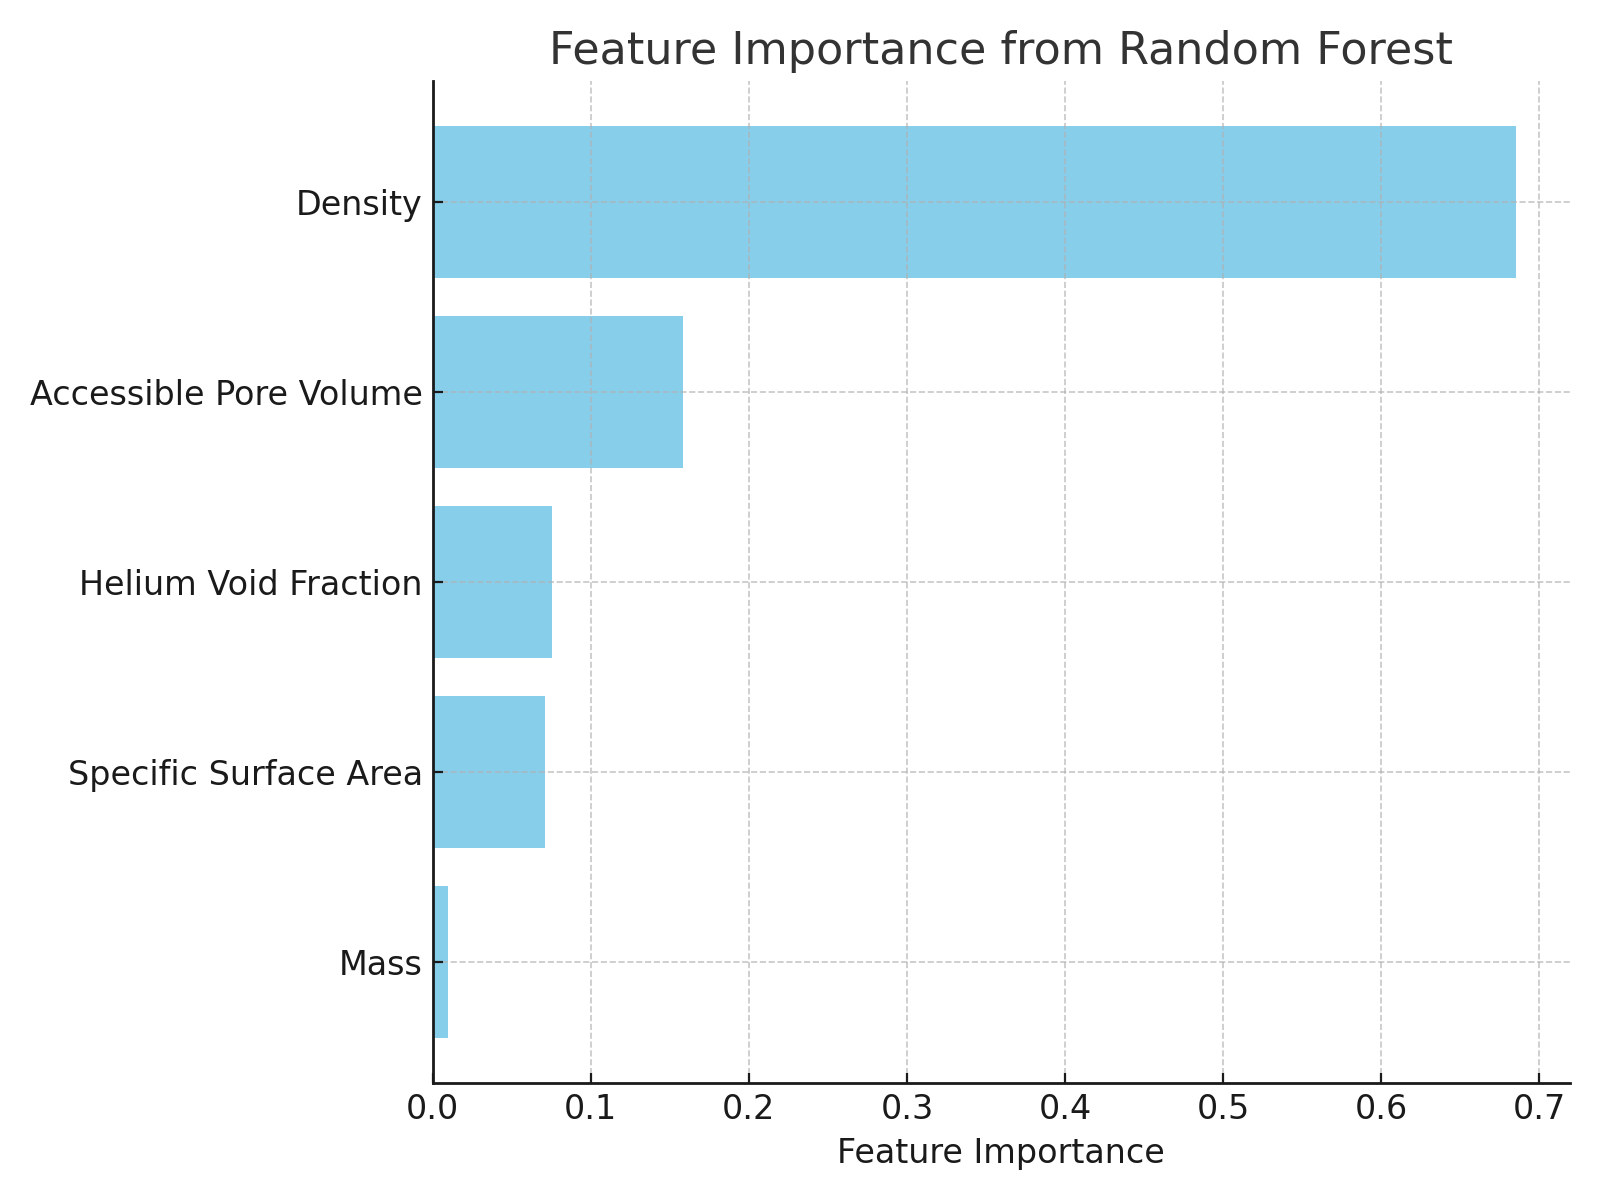 Feature Importance from Random Forest
Density
Accessible Pore Volume
Helium Void Fraction
Specific Surface Area
Mass
0.0 0.1 0.2 0.3 0.4 0.5 0.6 0.7
Feature Importance